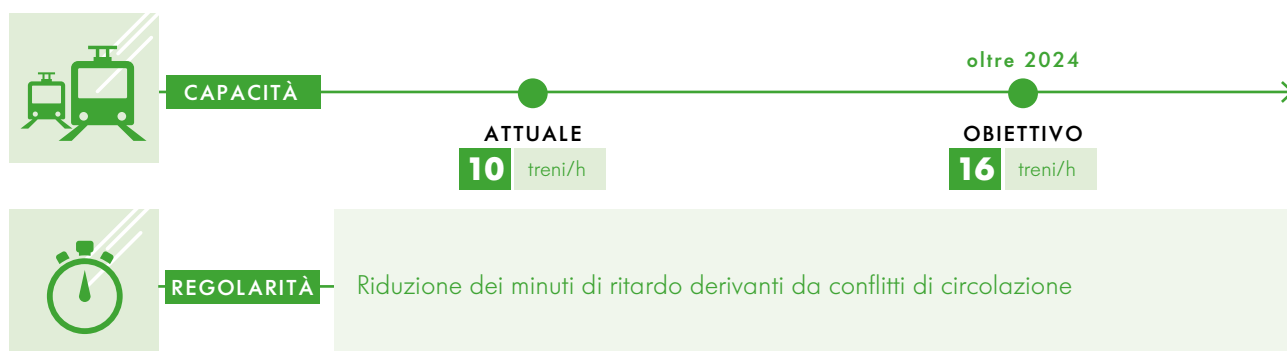 oltre 2024
CAPACITÀ
ATTUALE
OBIETTIVO
10 treni/h
16 treni/h
REGOLARITÀ
Riduzione dei minuti di ritardo derivanti da conflitti di circolazione